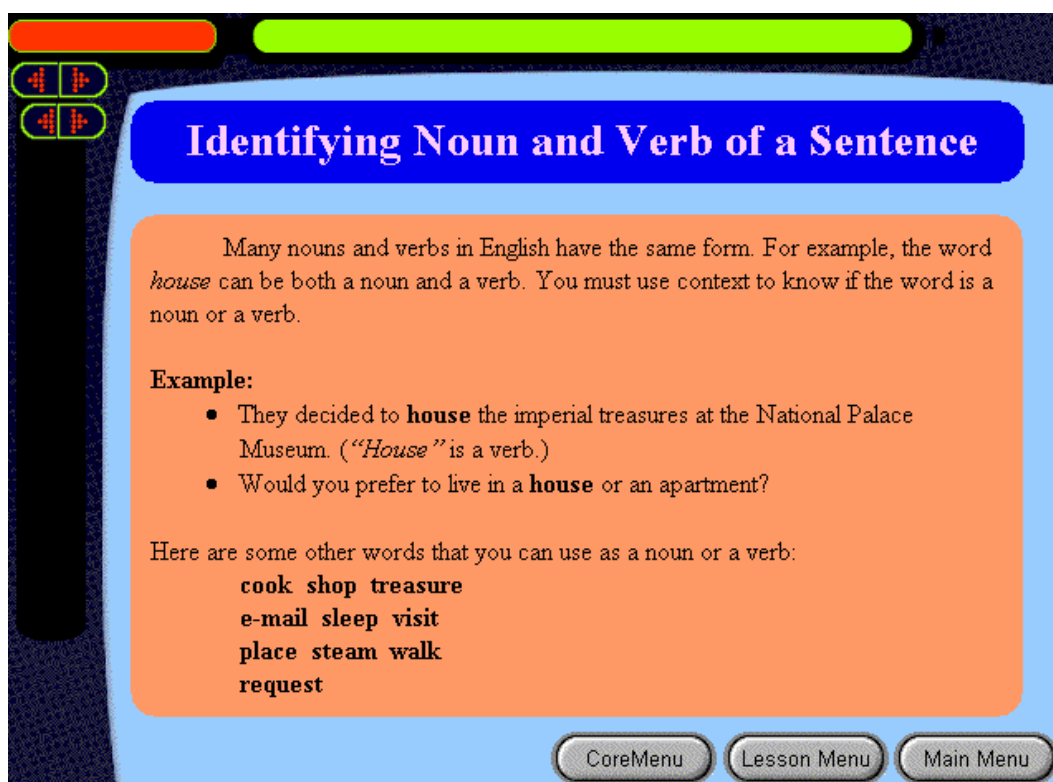 Identifying Noun and Verb of a Sentence
Many nouns and verbs in English have the same form. For example, the word
house can be both a noun and a verb. You must use context to know if the word is a
noun or a verb.
Example:
• They decided to house the imperial treasures at the National Palace
Museum. (“House” is a verb.)
• Would you prefer to live in a house or an apartment?
Here are some other words that you can use as a noun or a verb:
cook shop treasure
e-mail sleep visit
place steam walk
request
CoreMenu Lesson Menu Main Menu